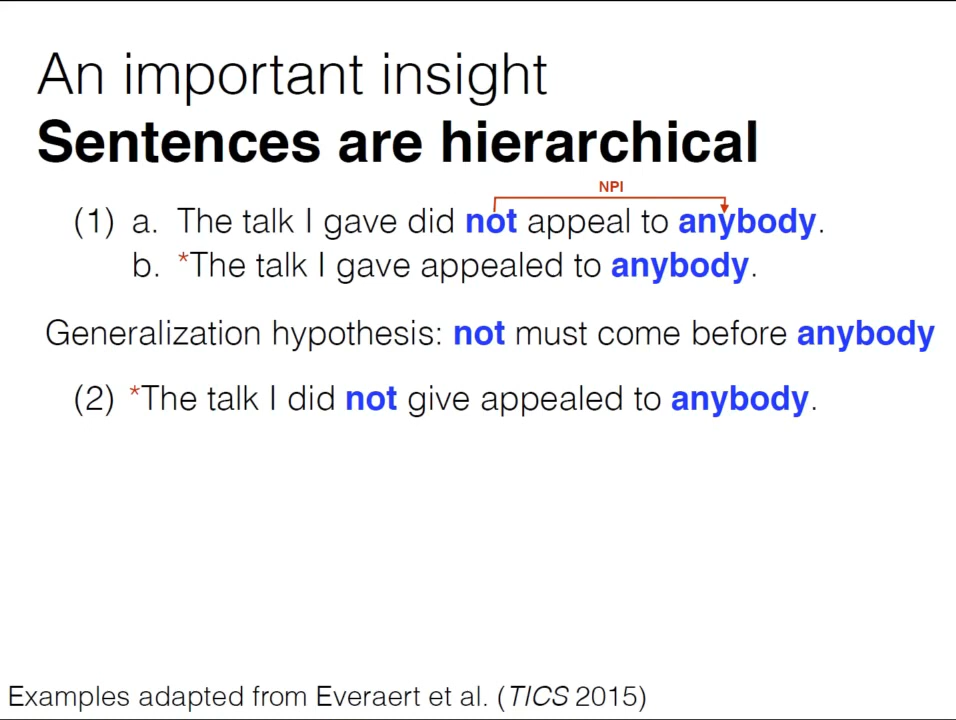 An important insight
Sentences are hierarchical
NPI
(1) a. The talk I gave did not appeal to anybody.
b. *The talk I gave appealed to anybody.
Generalization hypothesis: not must come before anybody
(2) *The talk I did not give appealed to anybody.
Examples adapted from Everaert et al. (TICS 2015)